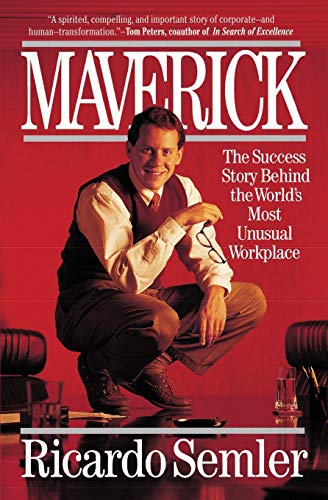 "A spirited, compelling, and important story of corporate–and
human–transformation."–Tom Peters, coauthor of In Search of Excellence
MAVERICK
The Success
Story Behind
the World's
Most
Unusual
Workplace
Ricardo Semler